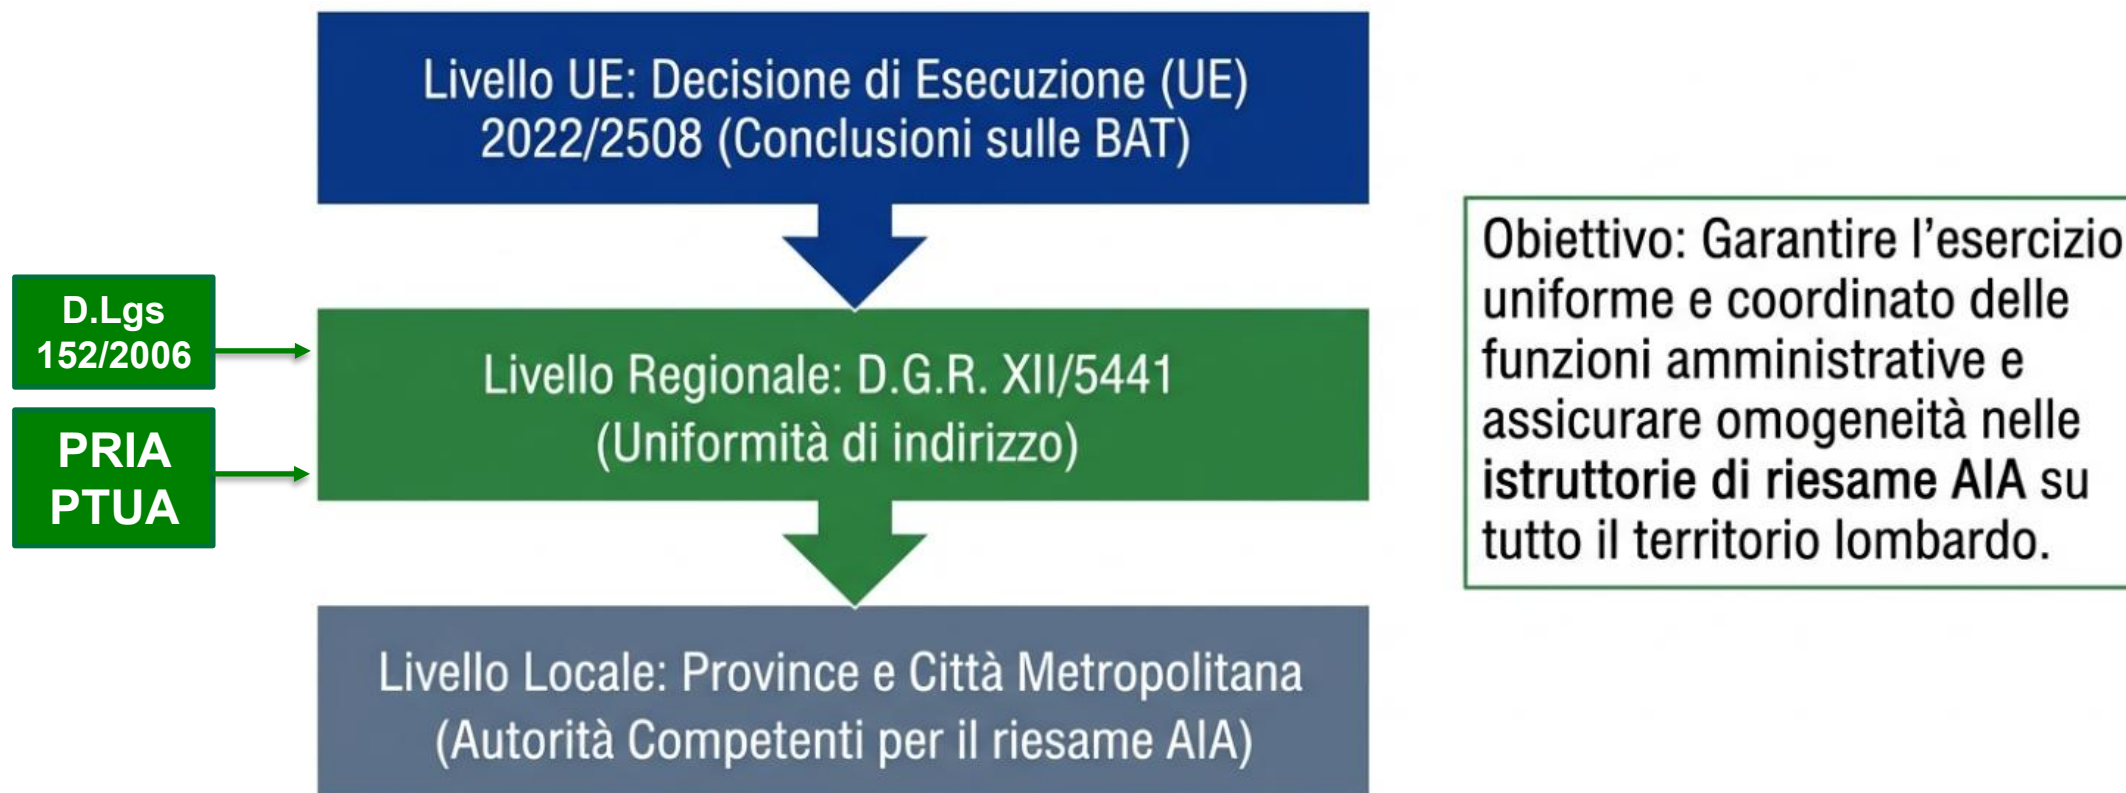 Livello UE: Decisione di Esecuzione (UE)
2022/2508 (Conclusioni sulle BAT)
D.Lgs
152/2006
PRIA
PTUA
Livello Regionale: D.G.R. XII/5441
(Uniformità di indirizzo)
Livello Locale: Province e Città Metropolitana
(Autorità Competenti per il riesame AIA)
Obiettivo: Garantire l’esercizio
uniforme e coordinato delle
funzioni amministrative e
assicurare omogeneità nelle
istruttorie di riesame AIA su
tutto il territorio lombardo.